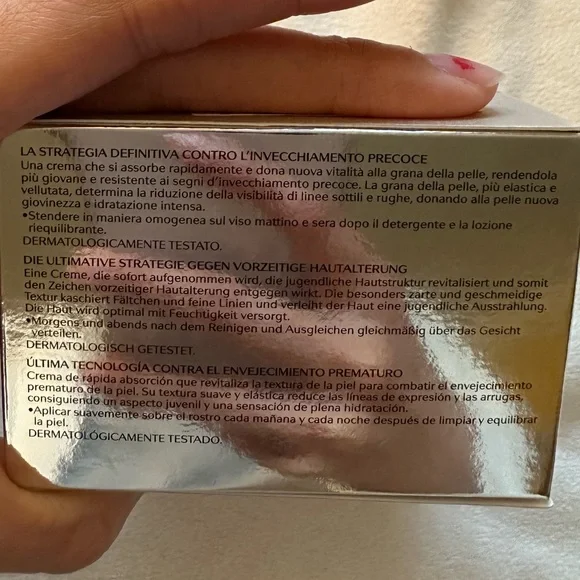 LA STRATEGIA DEFINITIVA CONTRO L'INVECCHIAMENTO PRECOCE
Una crema che si assorbe rapidamente e dona nuova vitalità alla grana della pelle, rendendola
più giovane e resistente ai segni d'invecchiamento precoce. La grana della pelle, più elastica e
vellutata, determina la riduzione della visibilità di linee sottili e rughe, donando alla pelle nuova
giovinezza e idratazione intensa.
•Stendere in maniera omogenea sul viso mattino e sera dopo il detergente e la lozione
riequilibrante.
DERMATOLOGICAMENTE TESTATO.
DIE ULTIMATIVE STRATEGIE GEGEN VORZEITIGE HAUTALTERUNG
Eine Creme, die sofort aufgenommen wird, die jugendliche Hautstruktur revitalisiert und somit
den Zeichen vorzeitiger Hautalterung entgegen wirkt. Die besonders zarte und geschmeidige
Textur kaschiert Fältchen und feine Linien und verleiht der Haut eine jugendliche Ausstrahlung.
Die Haut wird optimal mit Feuchtigkeit versorgt.
•Morgens und abends nach dem Reinigen und Ausgleichen gleichmäßig über das Gesicht
verteilen.
DERMATOLOGISCH GETESTET.
ÚLTIMA TECNOLOGÍA CONTRA EL ENVEJECIMIENTO PREMATURO
Crema de rápida absorción que revitaliza la textura de la piel para combatir el envejecimiento
prematuro de la piel. Su textura suave y elástica reduce las líneas de expresión y las arrugas,
consiguiendo un aspecto juvenil y una sensación de plena hidratación.
•Aplicar suavemente sobre el rostro cada mañana y cada noche después de limpiar y equilibrar
la piel.
DERMATOLÓGICAMENTE TESTADO.